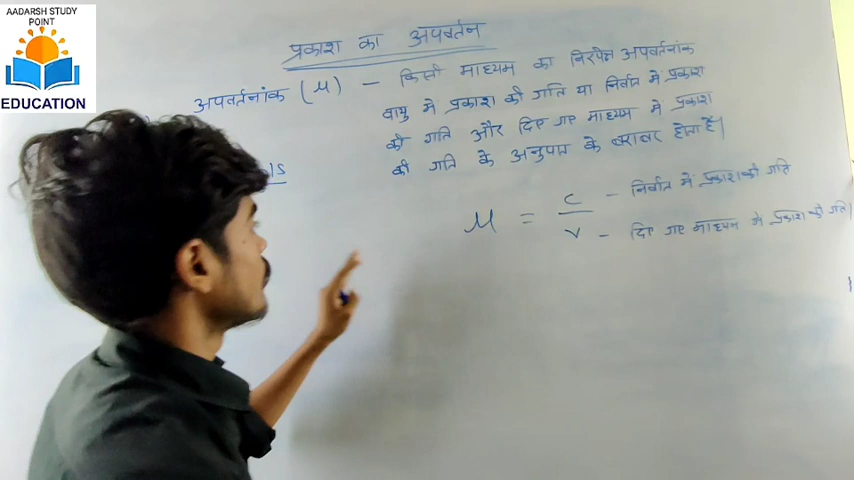 AADARSH STUDY
POINT
EDUCATION
प्रकाश का अपवर्तन
अपवर्तनांक (μ) – किसी माध्यम का निरपेक्ष अपवर्तनांक
वायु मे प्रकाश की गति या निर्वात मे प्रकाश
की गति और दिए गए माध्यम मे प्रकाश
की गति के अनुपात के बराबर होता है|
μ = c – निर्वात मे प्रकाश की गति
v – दिए गए माध्यम मे प्रकाश की गति|